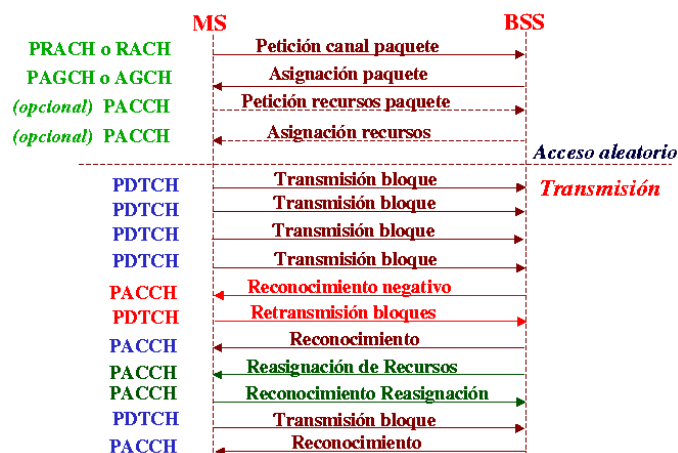 MS BSS
PRACH o RACH Petición canal paquete
PAGCH o AGCH Asignación paquete
(opcional) PACCH Petición recursos paquete
(opcional) PACCH Asignación recursos
Acceso aleatorio
PDTCH Transmisión bloque Transmisión
PDTCH Transmisión bloque
PDTCH Transmisión bloque
PDTCH Transmisión bloque
PACCH Reconocimiento negativo
PDTCH Retransmisión bloques
PACCH Reconocimiento
PACCH Reasignación de Recursos
PACCH Reconocimiento Reasignación
PDTCH Transmisión bloque
PACCH Reconocimiento